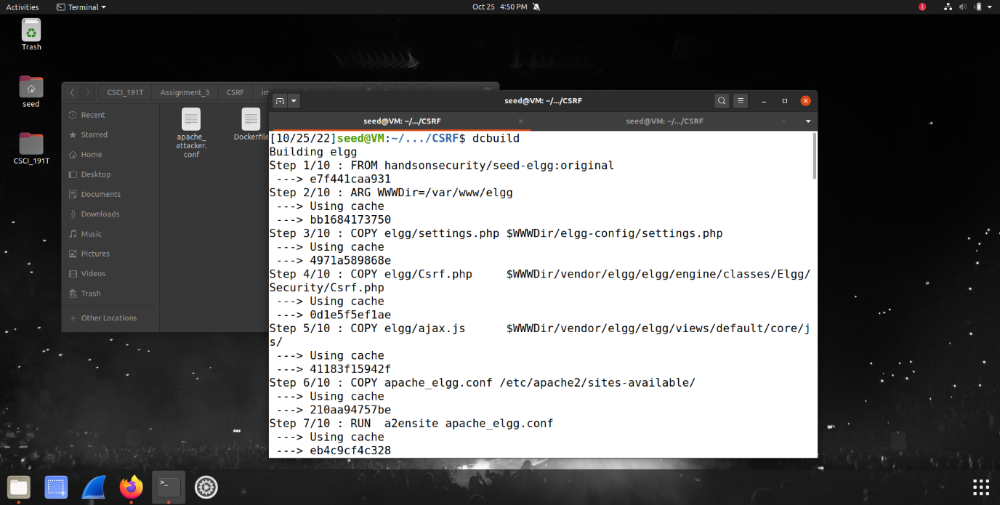 Activities
Terminal
Oct 25 4:50 PM
Trash
seed
CSCI_191T
CSCI_191T
Assignment_3
CSRF
Recent
Starred
Home
Desktop
Documents
Downloads
Music
Pictures
Videos
Trash
Other Locations
apache_
attacker.
conf
Dockerfile
seed@VM: ~/.../CSRF
seed@VM: ~/.../CSRF
seed@VM: ~/.../CSRF
[10/25/22]seed@VM:~/.../CSRF$ dcbuild
Building elgg
Step 1/10 : FROM handsonsecurity/seed-elgg:original
 ---> e7f441caa931
Step 2/10 : ARG WWWDir=/var/www/elgg
 ---> Using cache
 ---> bb1684173750
Step 3/10 : COPY elgg/settings.php $WWWDir/elgg-config/settings.php
 ---> Using cache
 ---> 4971a589868e
Step 4/10 : COPY elgg/Csrf.php     $WWWDir/vendor/elgg/elgg/engine/classes/Elgg/
Security/Csrf.php
 ---> Using cache
 ---> 0d1e5f5ef1ae
Step 5/10 : COPY elgg/ajax.js      $WWWDir/vendor/elgg/elgg/views/default/core/j
s/
 ---> Using cache
 ---> 41183f15942f
Step 6/10 : COPY apache_elgg.conf /etc/apache2/sites-available/
 ---> Using cache
 ---> 210aa94757be
Step 7/10 : RUN  a2ensite apache_elgg.conf
 ---> Using cache
 ---> eb4c9cf4c328